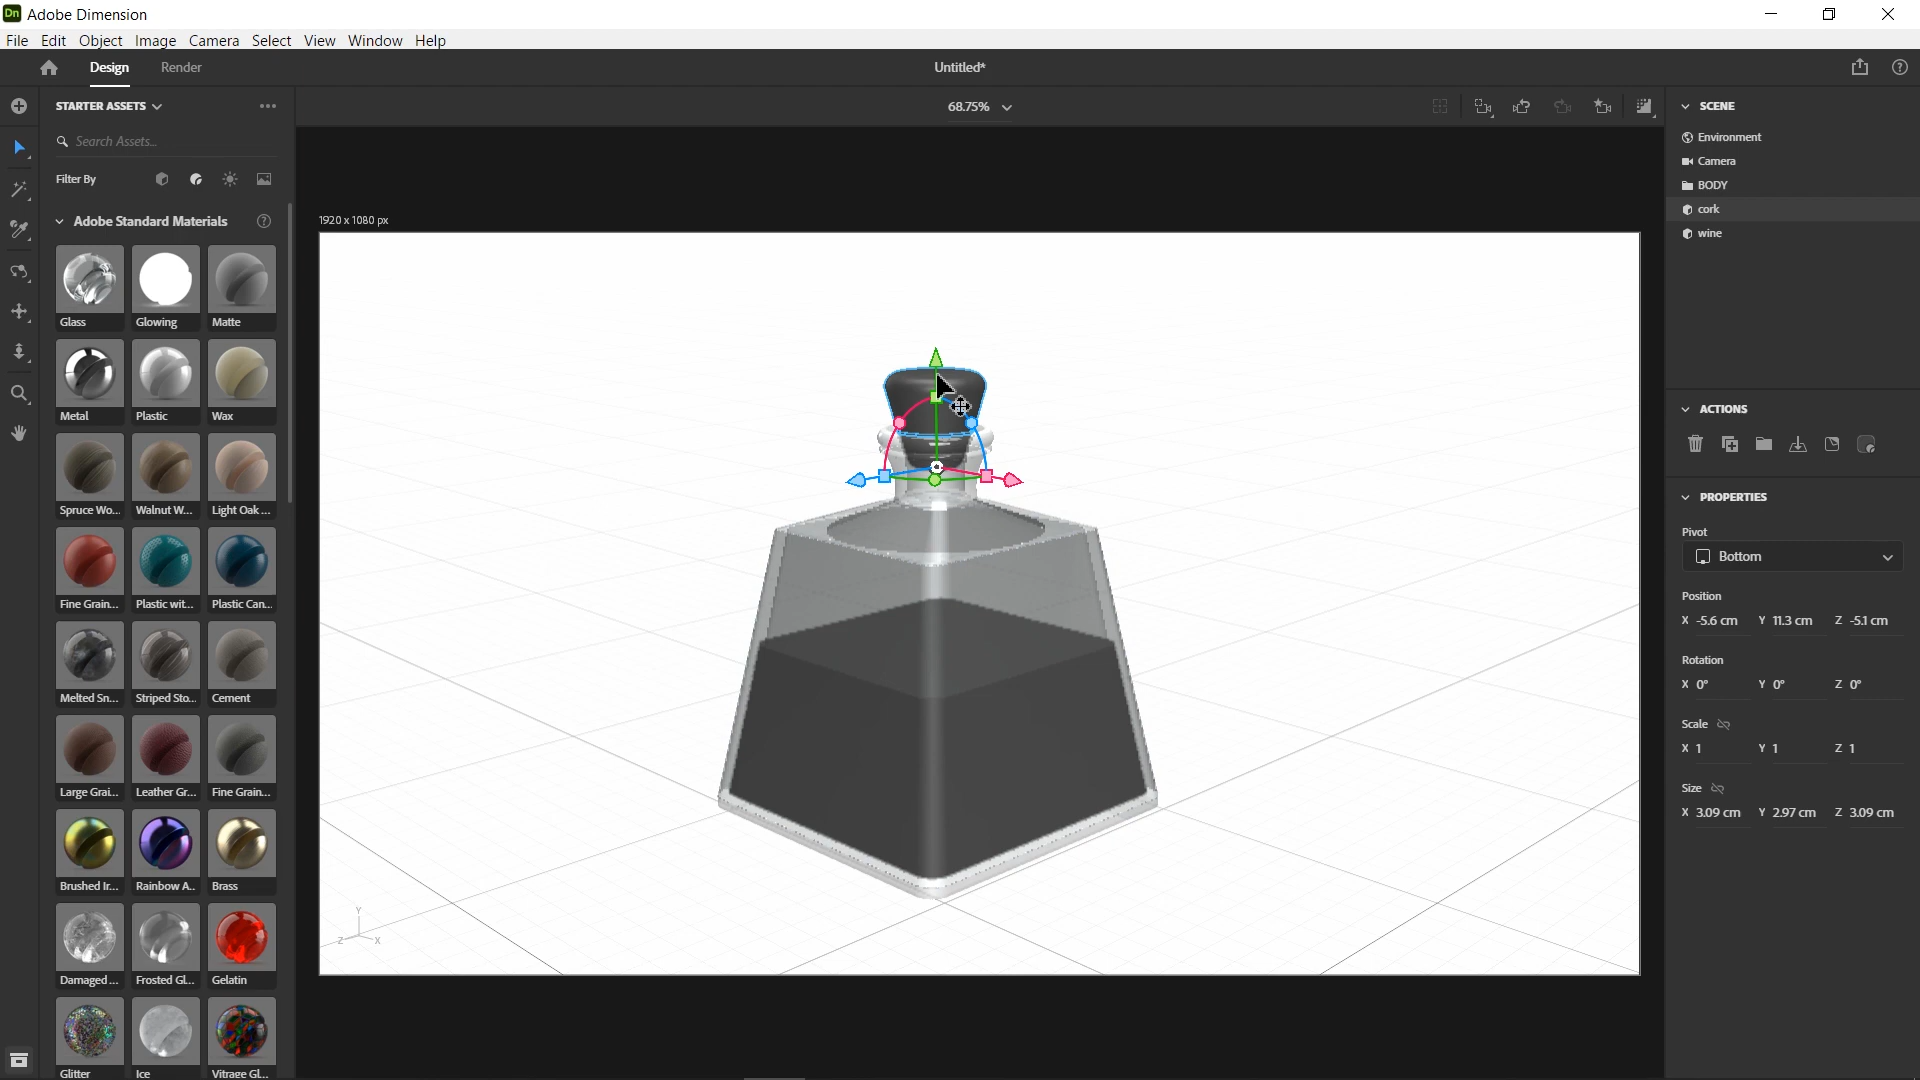 Dn Adobe Dimension
File Edit Object Image Camera Select View Window Help
Design Render Untitled*
STARTER ASSETS
68.75%
Search Assets...
Filter By
Adobe Standard Materials
Glass Glowing Matte
Metal Plastic Wax
Spruce Wo... Walnut W... Light Oak ...
Fine Grain... Plastic wit... Plastic Can...
Melted Sn... Striped Sto... Cement
Large Grai... Leather Gr... Fine Grain...
Brushed Ir... Rainbow A... Brass
Damaged ... Frosted Gl... Gelatin
Glitter Ice Vitrage Gl...
1920 x 1080 px
Y
Z X
SCENE
Environment
Camera
BODY
cork
wine
ACTIONS
PROPERTIES
Pivot
Bottom
Position
X -5.6 cm Y 11.3 cm Z -5.1 cm
Rotation
X 0° Y 0° Z 0°
Scale
X 1 Y 1 Z 1
Size
X 3.09 cm Y 2.97 cm Z 3.09 cm